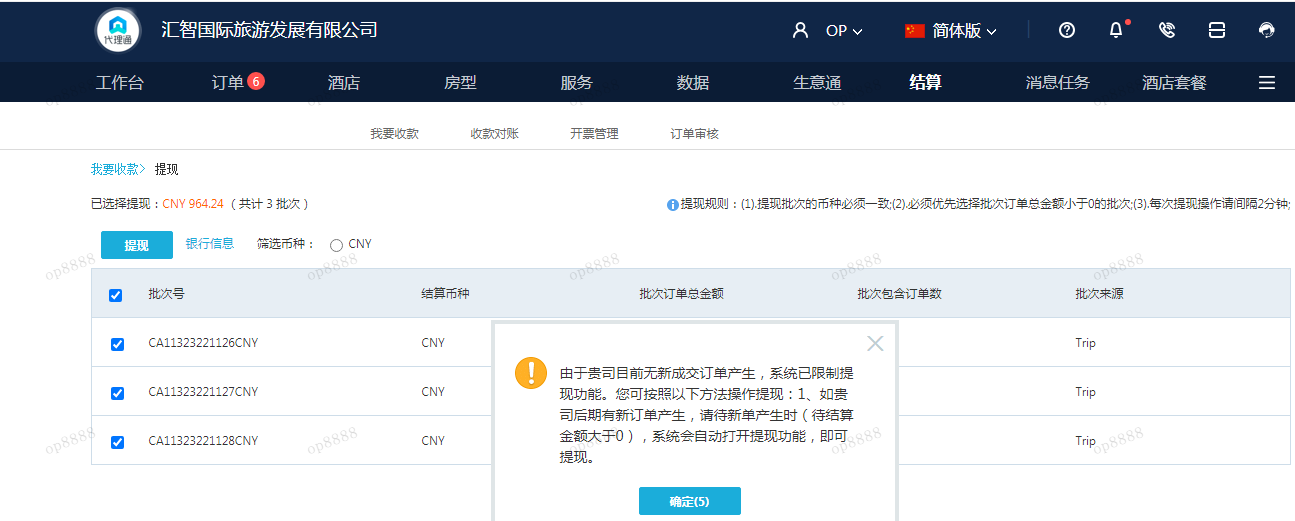 代理通
汇智国际旅游发展有限公司
OP
简体版
工作台
订单 6
酒店
房型
服务
数据
生意通
结算
消息任务
酒店套餐
我要收款
收款对账
开票管理
订单审核
我要收款> 提现
已选择提现：CNY 964.24 （共计 3 批次）
提现规则：(1).提现批次的币种必须一致;(2).必须优先选择批次订单总金额小于0的批次;(3).每次提现操作请间隔2分钟;
提现
银行信息
筛选币种：
CNY
批次号
结算币种
批次订单总金额
批次包含订单数
批次来源
CA11323221126CNY
CNY
Trip
CA11323221127CNY
CNY
Trip
CA11323221128CNY
CNY
Trip
由于贵司目前无新成交订单产生，系统已限制提
现功能。您可按照以下方法操作提现：1、如贵
司后期有新订单产生，请待新单产生时（待结算
金额大于0），系统会自动打开提现功能，即可
提现。
确定(5)
op8888
op8888
op8888
op8888
op8888
op8888
op8888
op8888